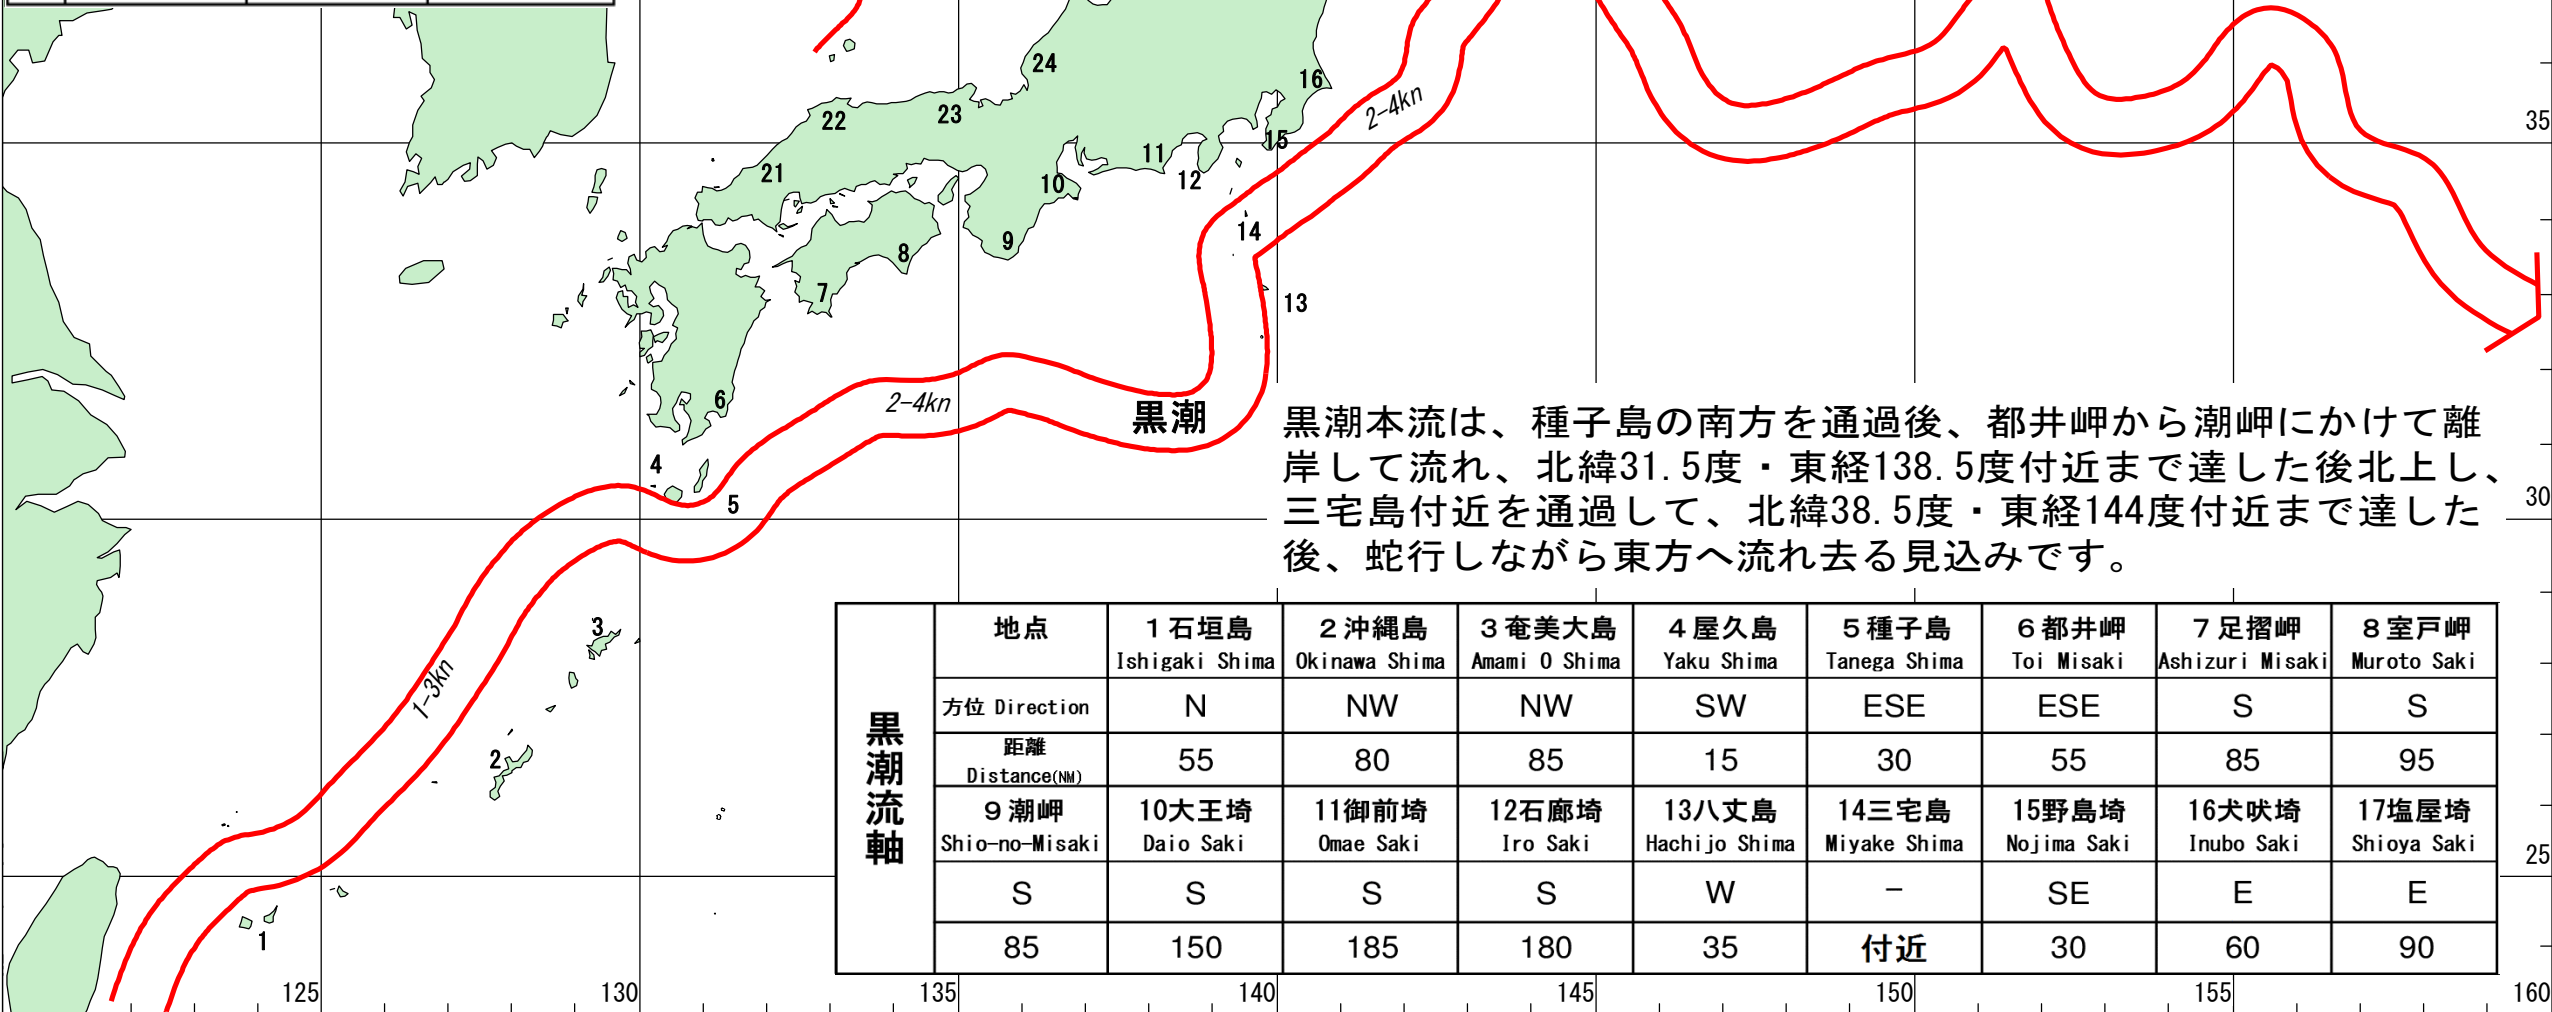 24
16
2-4kn
22
23
35
15
11
21
10
12
14
9
8
7
13
2-4kn
6
黒潮
黒潮本流は、種子島の南方を通過後、都井岬から潮岬にかけて離
岸して流れ、北緯31.5度・東経138.5度付近まで達した後北上し、
三宅島付近を通過して、北緯38.5度・東経144度付近まで達した
後、蛇行しながら東方へ流れ去る見込みです。
4
5
30
3
1-3kn
2
1
25
黒潮流軸
地点 1石垣島 2沖縄島 3奄美大島 4屋久島 5種子島 6都井岬 7足摺岬 8室戸岬
Ishigaki Shima Okinawa Shima Amami O Shima Yaku Shima Tanega Shima Toi Misaki Ashizuri Misaki Muroto Saki
方位 Direction N NW NW SW ESE ESE S S
距離
Distance(NM) 55 80 85 15 30 55 85 95
9潮岬 10大王埼 11御前埼 12石廊埼 13八丈島 14三宅島 15野島埼 16犬吠埼 17塩屋埼
Shio-no-Misaki Daio Saki Omae Saki Iro Saki Hachijo Shima Miyake Shima Nojima Saki Inubo Saki Shioya Saki
S S S S W - SE E E
85 150 185 180 35 付近 30 60 90
125 130 135 140 145 150 155 160